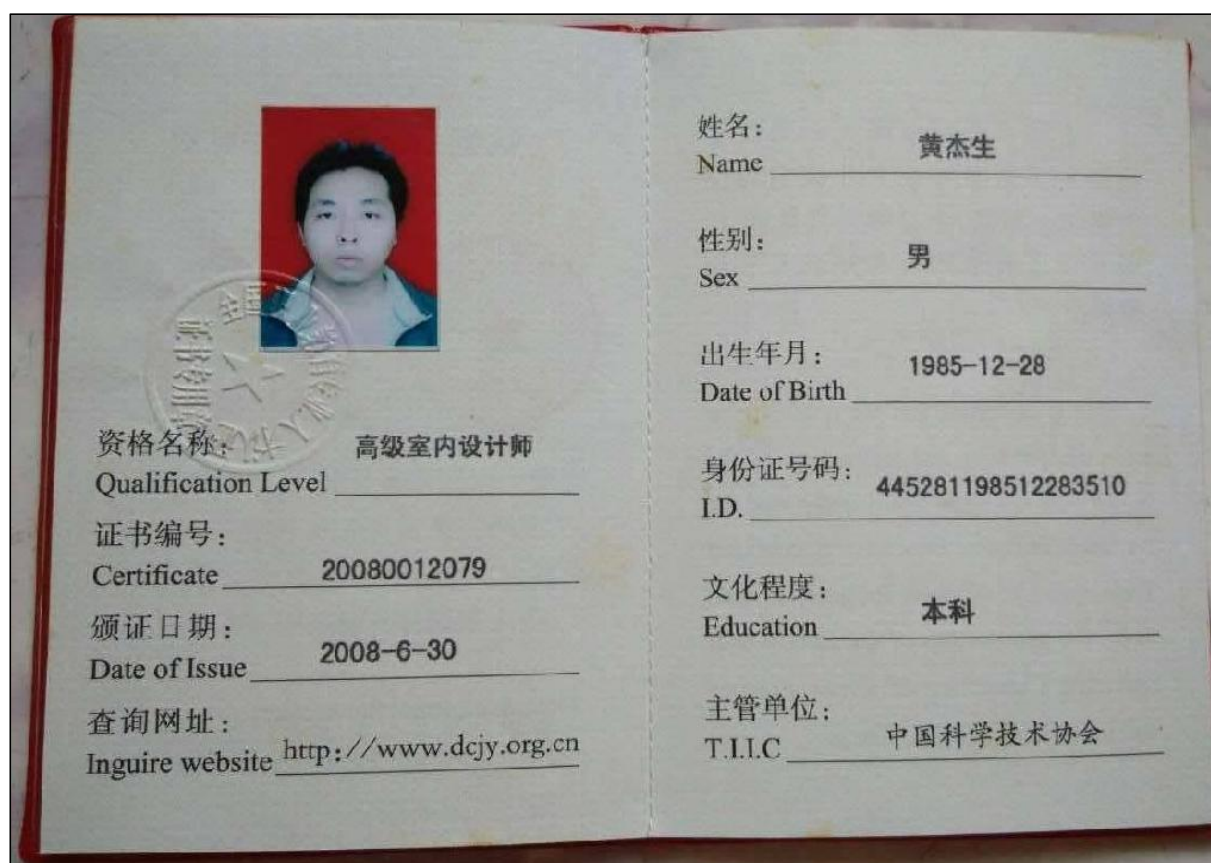 资格名称: 高级室内设计师
Qualification Level
证书编号:
Certificate 20080012079
颁证日期:
Date of Issue 2008-6-30
查询网址:
Inguire website http://www.dcjy.org.cn
姓名:
Name 黄杰生
性别:
Sex 男
出生年月:
Date of Birth 1985-12-28
身份证号码:
I.D. 445281198512283510
文化程度:
Education 本科
主管单位:
T.I.I.C 中国科学技术协会